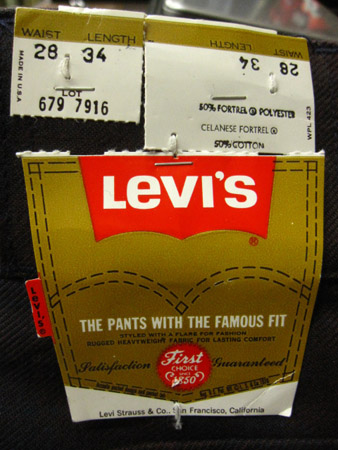 WAIST LENGTH
28 34
MADE IN U.S.A
LOT
679 7916
WAIST LENGTH
28 34
50% FORTREL ® POLYESTER
CELANESE FORTREL ®
50% COTTON
WPL 423
LEVI'S
®
Levi's
THE PANTS WITH THE FAMOUS FIT
STYLED WITH A FLARE FOR FASHION
RUGGED HEAVYWEIGHT FABRIC FOR LASTING COMFORT
Satisfaction Guaranteed
First
CHOICE
SINCE
1850
Levi Strauss & Co., San Francisco, California